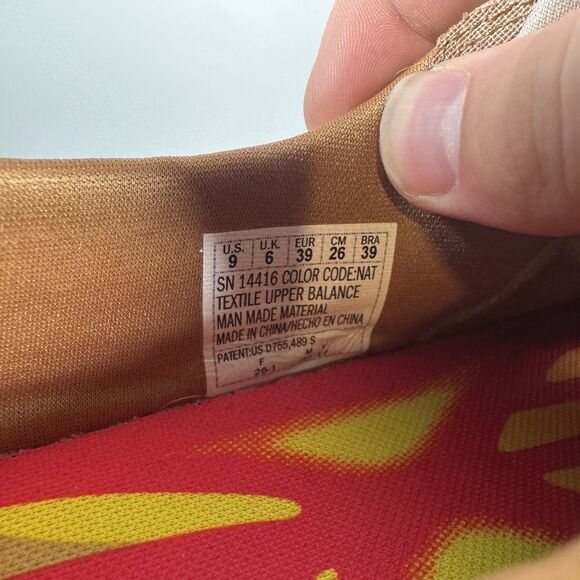 U.S. U.K. EUR CM BRA
9 6 39 26 39
SN 14416 COLOR CODE:NAT
TEXTILE UPPER BALANCE
MAN MADE MATERIAL
MADE IN CHINA/HECHO EN CHINA
PATENT:US D755,489 S
F M Y